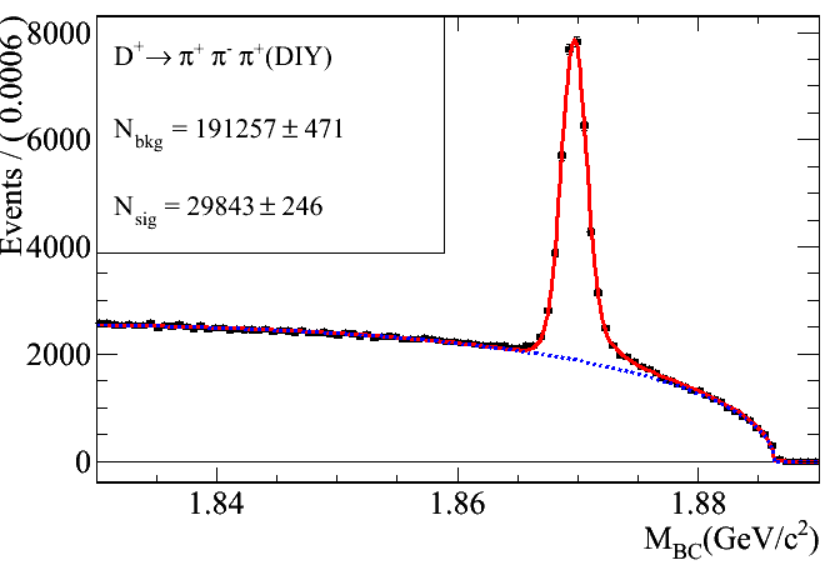 8000
6000
4000
2000
0
Events / ( 0.0006 )
D⁺→ π⁺ π⁻ π⁺(DIY)
N_bkg = 191257 ± 471
N_sig = 29843 ± 246
1.84
1.86
1.88
M_BC(GeV/c²)